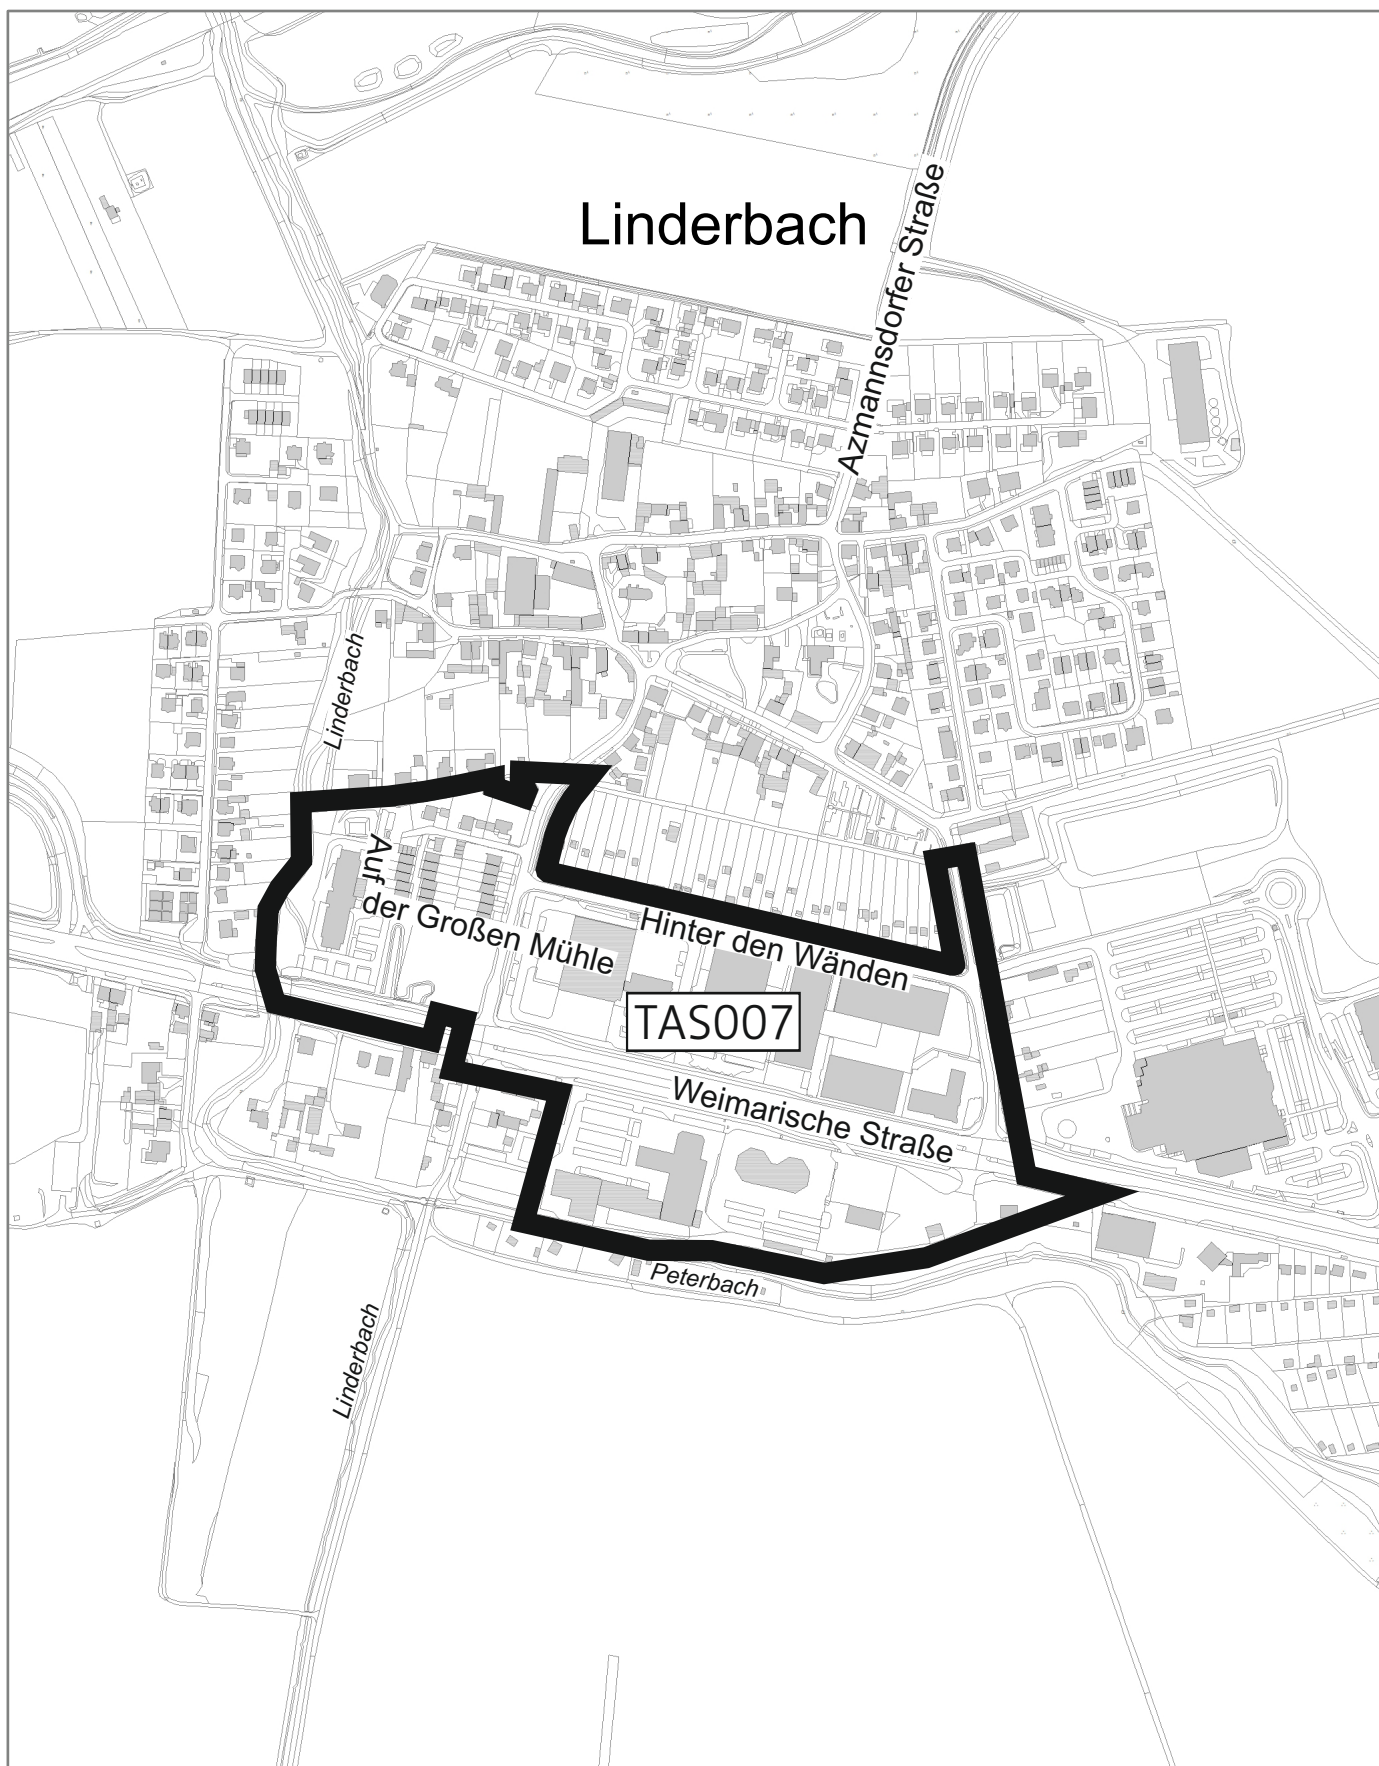 Linderbach
Azmannsdorfer Straße
Linderbach
Auf
der Großen Mühle
Hinter den Wänden
TAS007
Weimarische Straße
Peterbach
Linderbach